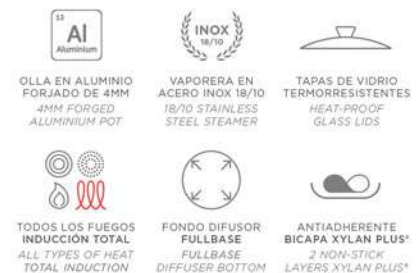 13
Al
Aluminium
INOX
18/10
OLLA EN ALUMINIO
FORJADO DE 4MM
4MM FORGED
ALUMINIUM POT
VAPORERA EN
ACERO INOX 18/10
18/10 STAINLESS
STEEL STEAMER
TAPAS DE VIDRIO
TERMORRESISTENTES
HEAT-PROOF
GLASS LIDS
TODOS LOS FUEGOS
INDUCCIÓN TOTAL
ALL TYPES OF HEAT
TOTAL INDUCTION
FONDO DIFUSOR
FULLBASE
FULLBASE
DIFFUSER BOTTOM
ANTIADHERENTE
BICAPA XYLAN PLUS®
2 NON-STICK
LAYERS XYLAN PLUS®